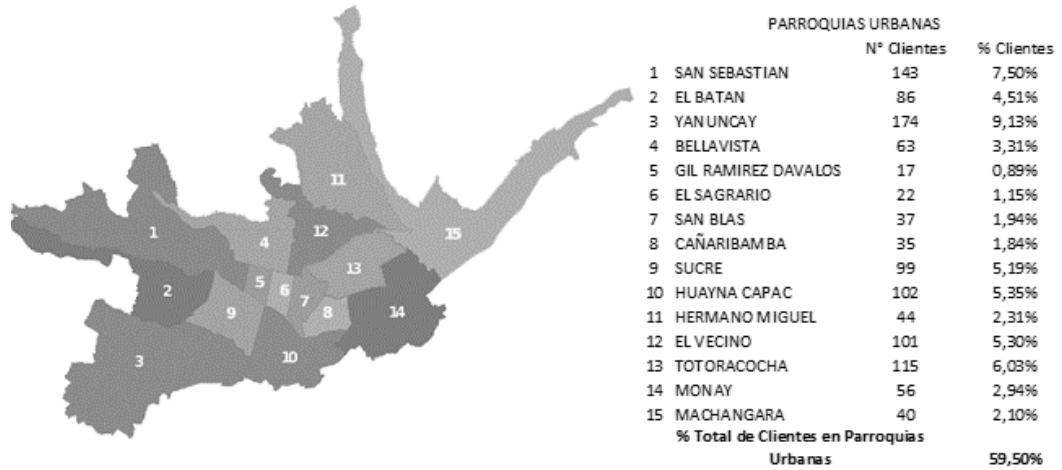 PARROQUIAS URBANAS
N° Clientes % Clientes
1 SAN SEBASTIAN 143 7,50%
2 EL BATAN 86 4,51%
3 YANUNCAY 174 9,13%
4 BELLAVISTA 63 3,31%
5 GIL RAMIREZ DAVALOS 17 0,89%
6 EL SAGRARIO 22 1,15%
7 SAN BLAS 37 1,94%
8 CAÑARIBAMBA 35 1,84%
9 SUCRE 99 5,19%
10 HUAYNA CAPAC 102 5,35%
11 HERMANO MIGUEL 44 2,31%
12 EL VECINO 101 5,30%
13 TOTORACOCHA 115 6,03%
14 MONAY 56 2,94%
15 MACHANGARA 40 2,10%
% Total de Clientes en Parroquias
Urbanas 59,50%
11
1
4
12
15
13
2
5
6
7
9
8
14
10
3